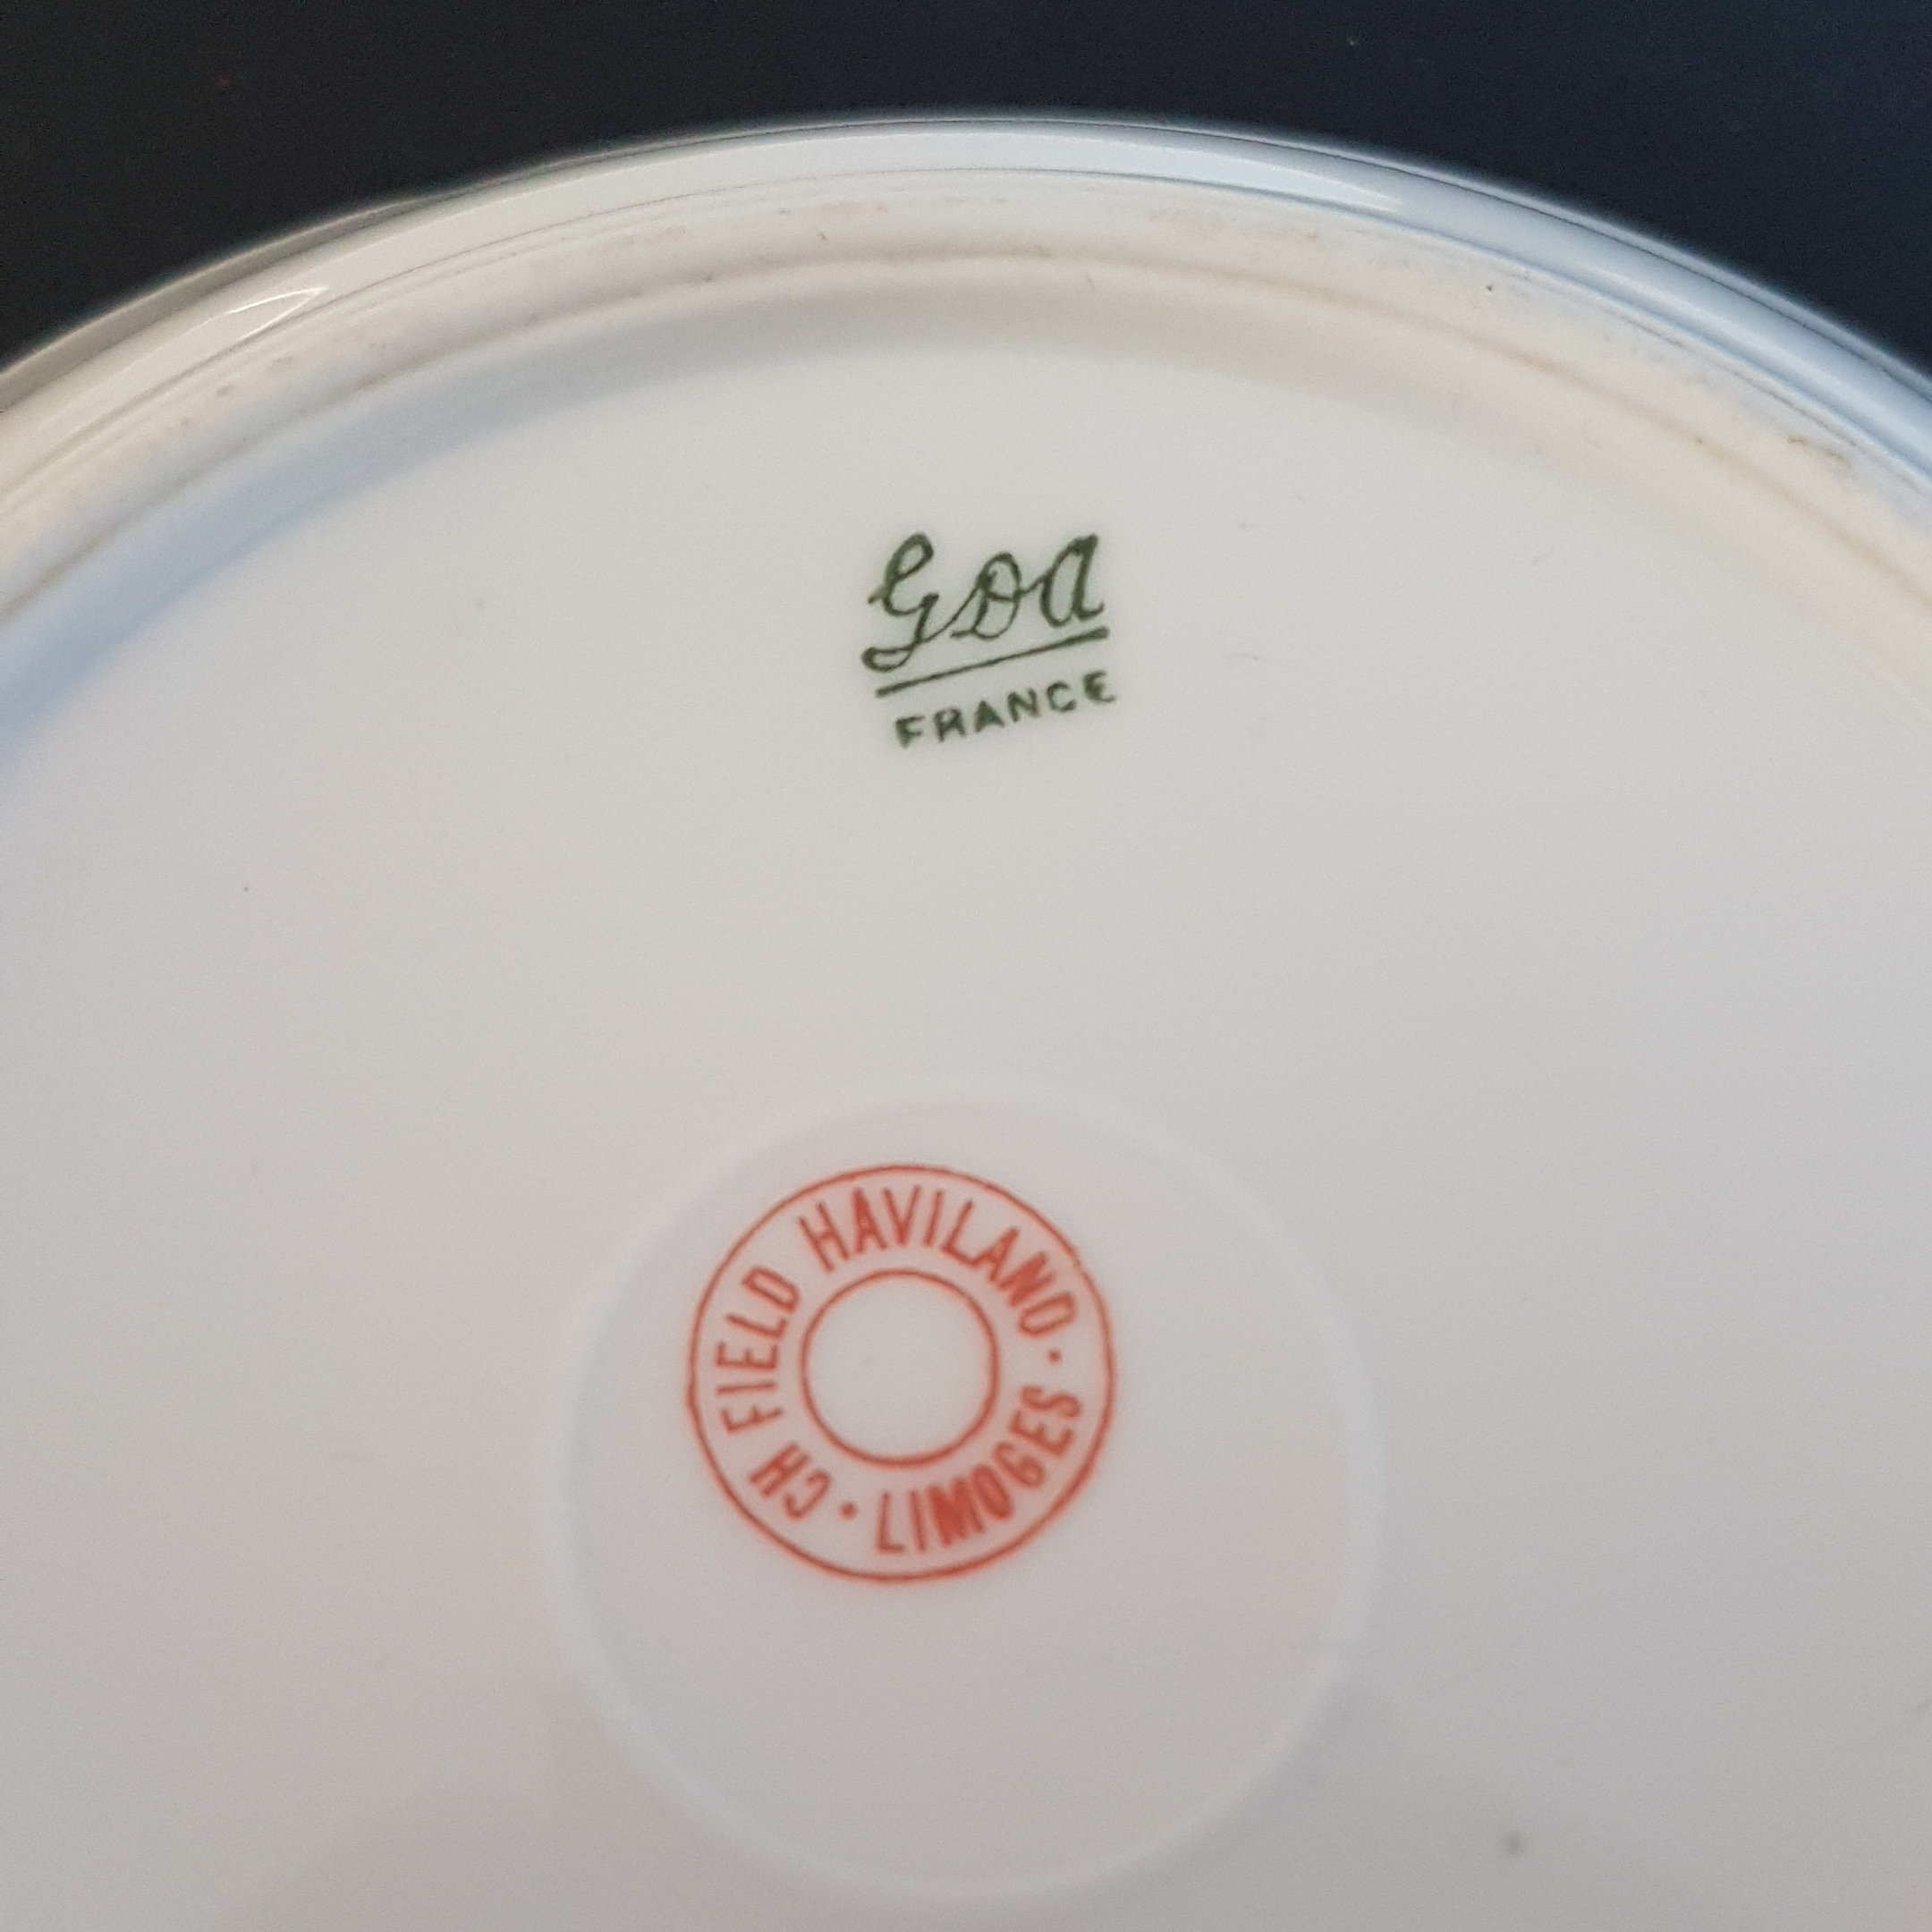 GDA
FRANCE
CH FIELD HAVILAND · LIMOGES ·